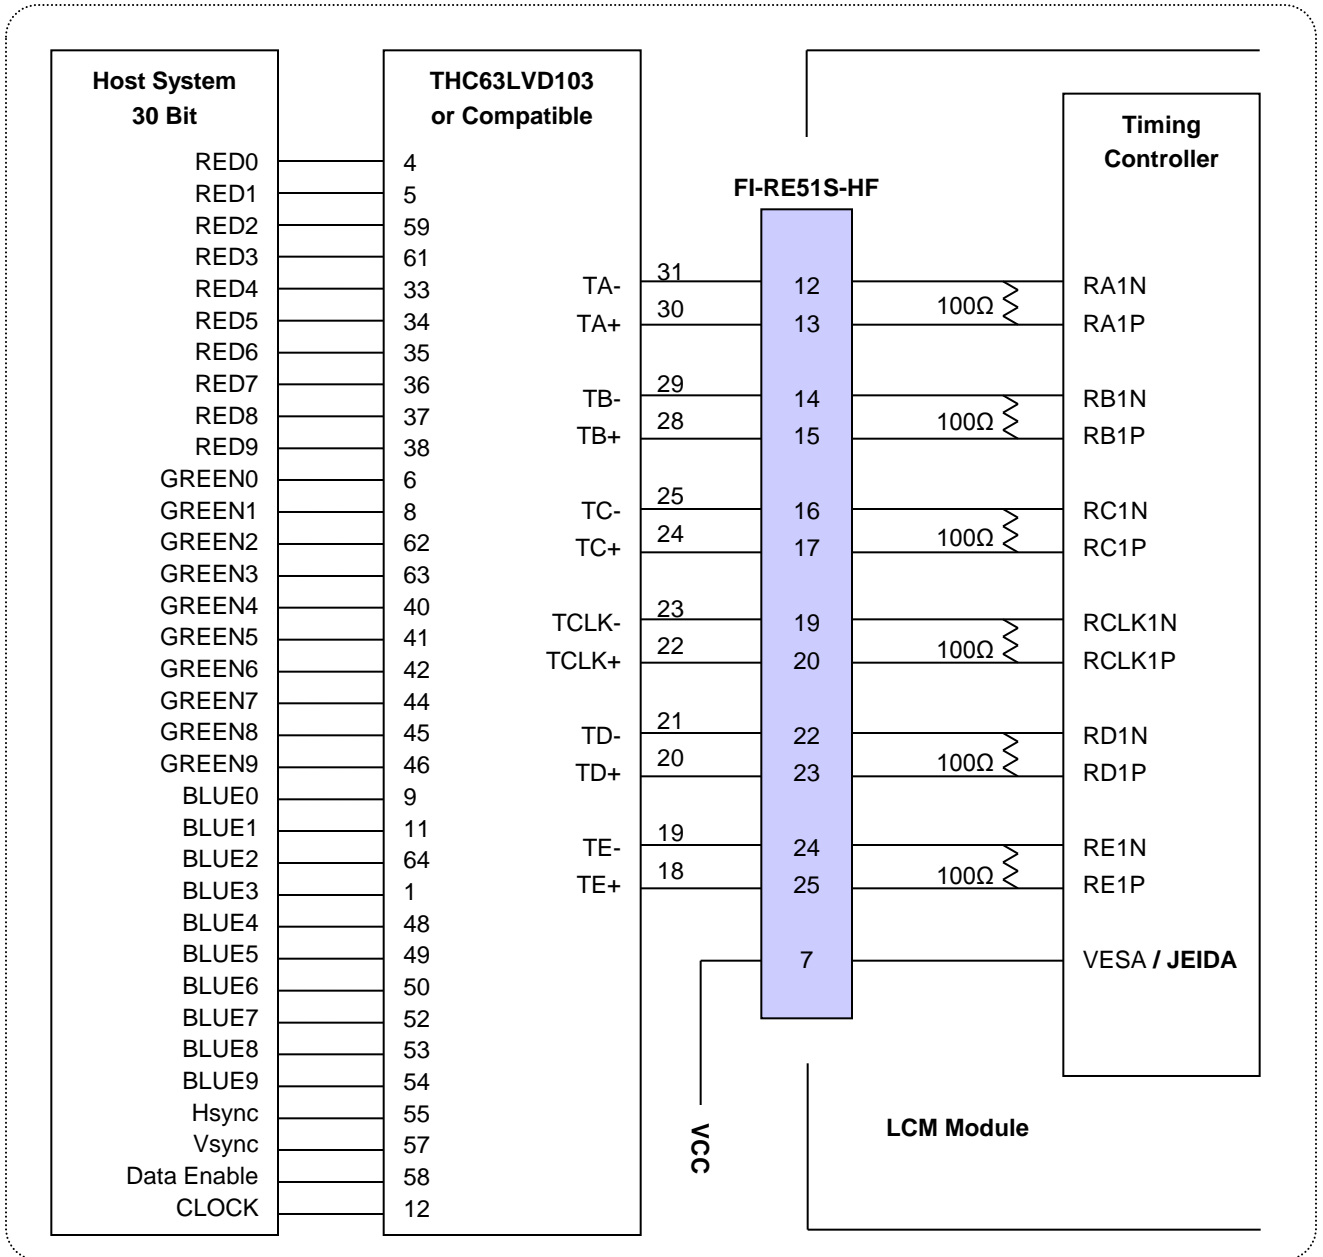 Host System
30 Bit
RED0
RED1
RED2
RED3
RED4
RED5
RED6
RED7
RED8
RED9
GREEN0
GREEN1
GREEN2
GREEN3
GREEN4
GREEN5
GREEN6
GREEN7
GREEN8
GREEN9
BLUE0
BLUE1
BLUE2
BLUE3
BLUE4
BLUE5
BLUE6
BLUE7
BLUE8
BLUE9
Hsync
Vsync
Data Enable
CLOCK
THC63LVD103
or Compatible
4
5
59
61
33
34
35
36
37
38
6
8
62
63
40
41
42
44
45
46
9
11
64
1
48
49
50
52
53
54
55
57
58
12
TA-
TA+
TB-
TB+
TC-
TC+
TCLK-
TCLK+
TD-
TD+
TE-
TE+
31
30
29
28
25
24
23
22
21
20
19
18
VCC
FI-RE51S-HF
12
13
14
15
16
17
19
20
22
23
24
25
7
100Ω
100Ω
100Ω
100Ω
100Ω
100Ω
Timing
Controller
RA1N
RA1P
RB1N
RB1P
RC1N
RC1P
RCLK1N
RCLK1P
RD1N
RD1P
RE1N
RE1P
VESA / JEIDA
LCM Module